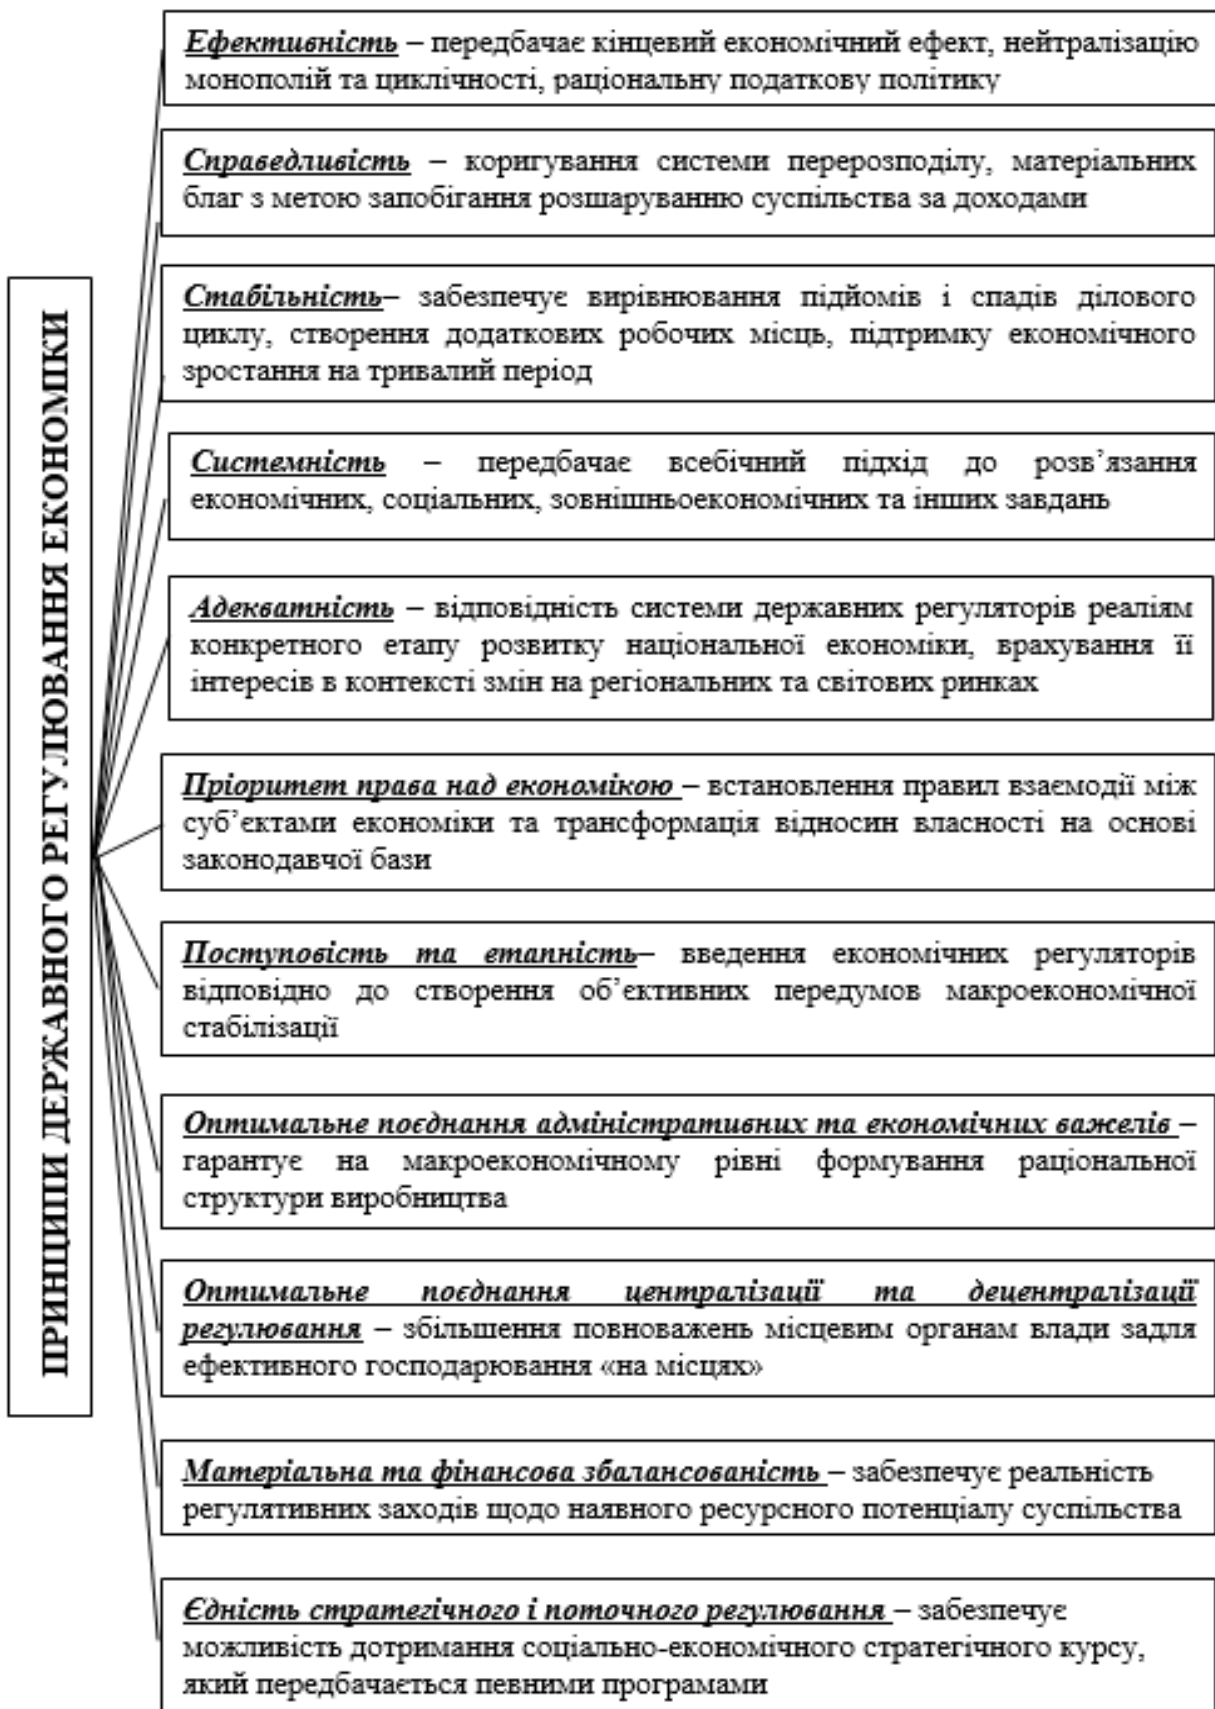 ПРИНЦИПИ ДЕРЖАВНОГО РЕГУЛЮВАННЯ ЕКОНОМІКИ
Ефективність – передбачає кінцевий економічний ефект, нейтралізацію
монополій та циклічності, раціональну податкову політику
Справедливість – коригування системи перерозподілу, матеріальних
благ з метою запобігання розшаруванню суспільства за доходами
Стабільність– забезпечує вирівнювання підйомів і спадів ділового
циклу, створення додаткових робочих місць, підтримку економічного
зростання на тривалий період
Системність – передбачає всебічний підхід до розв’язання
економічних, соціальних, зовнішньоекономічних та інших завдань
Адекватність – відповідність системи державних регуляторів реаліям
конкретного етапу розвитку національної економіки, врахування її
інтересів в контексті змін на регіональних та світових ринках
Пріоритет права над економікою – встановлення правил взаємодії між
суб’єктами економіки та трансформація відносин власності на основі
законодавчої бази
Поступовість та етапність– введення економічних регуляторів
відповідно до створення об’єктивних передумов макроекономічної
стабілізації
Оптимальне поєднання адміністративних та економічних важелів –
гарантує на макроекономічному рівні формування раціональної
структури виробництва
Оптимальне поєднання централізації та децентралізації
регулювання – збільшення повноважень місцевим органам влади задля
ефективного господарювання «на місцях»
Матеріальна та фінансова збалансованість – забезпечує реальність
регулятивних заходів щодо наявного ресурсного потенціалу суспільства
Єдність стратегічного і поточного регулювання – забезпечує
можливість дотримання соціально-економічного стратегічного курсу,
який передбачається певними програмами